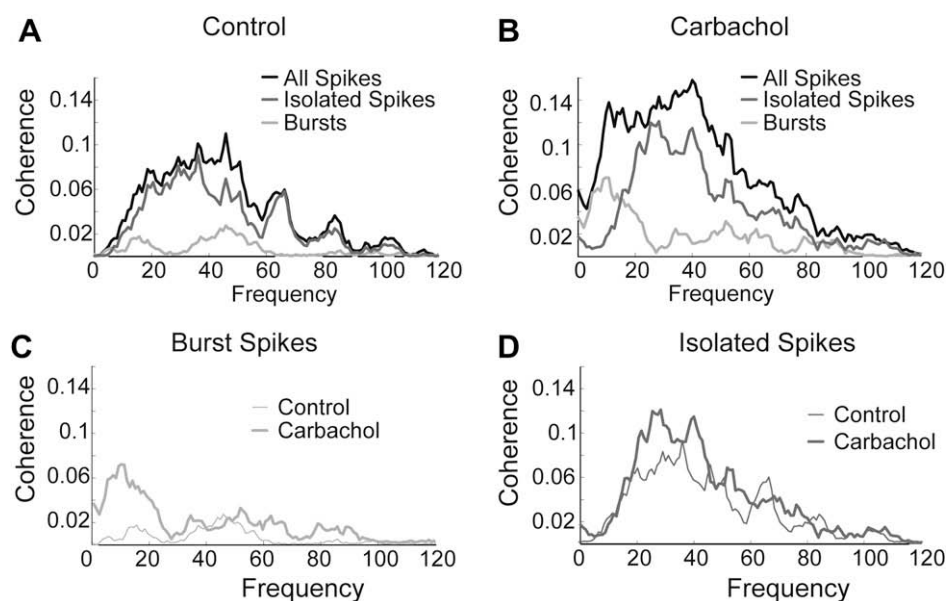 A
Control
All Spikes
Isolated Spikes
Bursts
Coherence
0.14
0.1
0.06
0.02
0 20 40 60 80 100 120
Frequency
B
Carbachol
All Spikes
Isolated Spikes
Bursts
Coherence
0.14
0.1
0.06
0.02
0 20 40 60 80 100 120
Frequency
C
Burst Spikes
Control
Carbachol
Coherence
0.14
0.1
0.06
0.02
0 20 40 60 80 100 120
Frequency
D
Isolated Spikes
Control
Carbachol
Coherence
0.14
0.1
0.06
0.02
0 20 40 60 80 100 120
Frequency